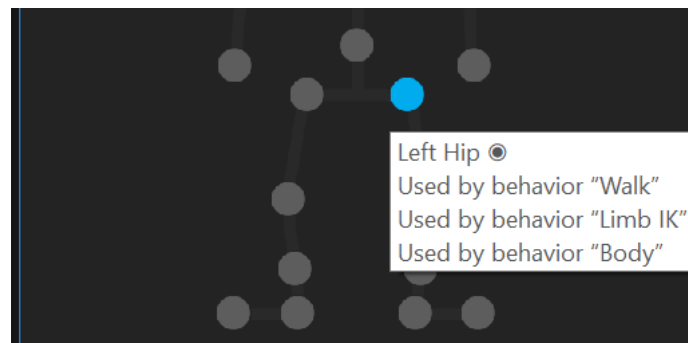 Left Hip ◉
Used by behavior “Walk”
Used by behavior “Limb IK”
Used by behavior “Body”